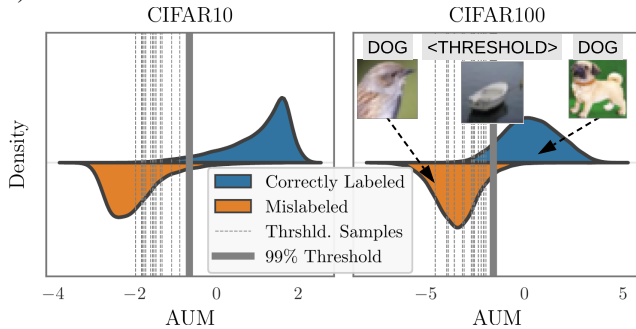 CIFAR10
CIFAR100
DOG
<THRESHOLD>
DOG
Density
Correctly Labeled
Mislabeled
Thrshld. Samples
99% Threshold
−4
−2
0
2
−5
0
5
AUM
AUM